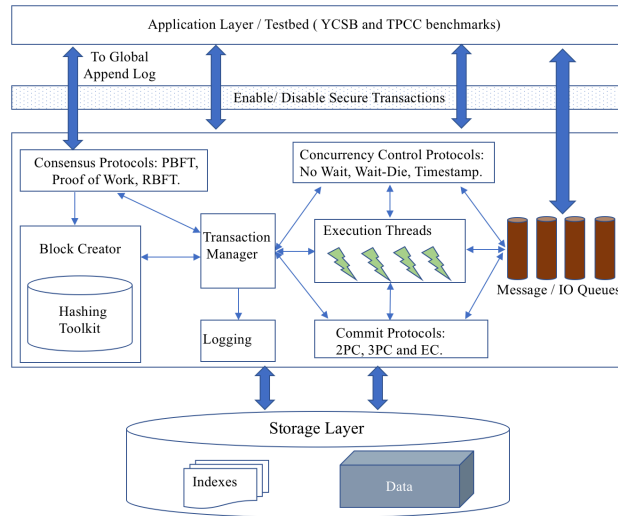 Application Layer / Testbed ( YCSB and TPCC benchmarks)
To Global
Append Log
Enable/ Disable Secure Transactions
Consensus Protocols: PBFT,
Proof of Work, RBFT.
Concurrency Control Protocols:
No Wait, Wait-Die, Timestamp.
Block Creator
Hashing
Toolkit
Transaction
Manager
Execution Threads
Message / IO Queues
Logging
Commit Protocols:
2PC, 3PC and EC.
Storage Layer
Indexes
Data